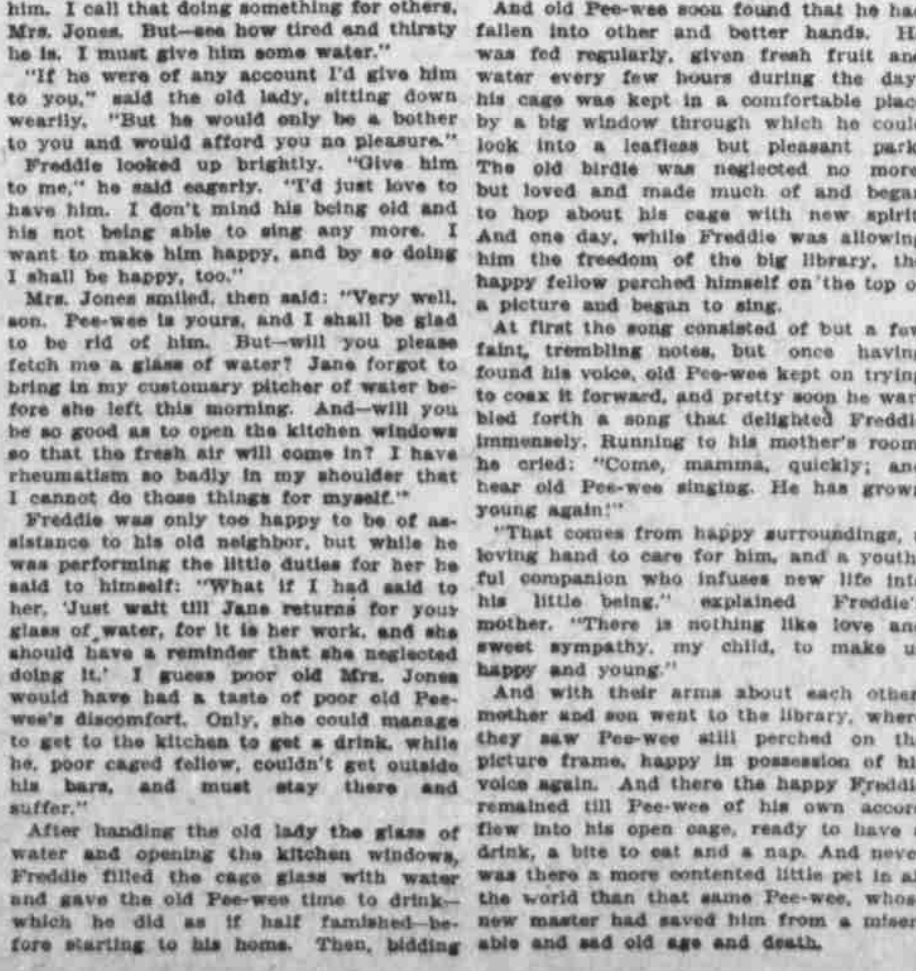 him. I call that doing something for others,
Mrs. Jones. But—see how tired and thirsty
he is. I must give him some water."
"If he were of any account I'd give him
to you," said the old lady, sitting down
wearily. "But he would only be a bother
to you and would afford you no pleasure."
Freddie looked up brightly. "Give him
to me," he said eagerly. "I'd just love to
have him. I don't mind his being old and
his not being able to sing any more. I
want to make him happy, and by so doing
I shall be happy, too."
Mrs. Jones smiled, then said: "Very well,
son. Pee-wee is yours, and I shall be glad
to be rid of him. But—will you please
fetch me a glass of water? Jane forgot to
bring in my customary pitcher of water be-
fore she left this morning. And—will you
be so good as to open the kitchen windows
so that the fresh air will come in? I have
rheumatism so badly in my shoulder that
I cannot do those things for myself."
Freddie was only too happy to be of as-
sistance to his old neighbor, but while he
was performing the little duties for her he
said to himself: "What if I had said to
her, 'Just wait till Jane returns for your
glass of water, for it is her work, and she
should have a reminder that she neglected
doing it.' I guess poor old Mrs. Jones
would have had a taste of poor old Pee-
wee's discomfort. Only, she could manage
to get to the kitchen to get a drink, while
he, poor caged fellow, couldn't get outside
his bars, and must stay there and
suffer."
After handing the old lady the glass of
water and opening the kitchen windows,
Freddie filled the cage glass with water
and gave the old Pee-wee time to drink—
which he did as if half famished—be-
fore starting to his home. Then, bidding
And old Pee-wee soon found that he had
fallen into other and better hands. H
was fed regularly, given fresh fruit and
water every few hours during the day
his cage was kept in a comfortable plac
by a big window through which he coul
look into a leafless but pleasant park.
The old birdie was neglected no more
but loved and made much of and began
to hop about his cage with new spirit
And one day, while Freddie was allowin
him the freedom of the big library, th
happy fellow perched himself on the top o
a picture and began to sing.
At first the song consisted of but a few
faint, trembling notes, but once having
found his voice, old Pee-wee kept on trying
to coax it forward, and pretty soon he war
bled forth a song that delighted Freddi
immensely. Running to his mother's room
he cried: "Come, mamma, quickly; and
hear old Pee-wee singing. He has grown
young again!"
"That comes from happy surroundings,
loving hand to care for him, and a youth
ful companion who infuses new life int
his little being," explained Freddie'
mother. "There is nothing like love and
sweet sympathy, my child, to make u
happy and young."
And with their arms about each other
mother and son went to the library, wher
they saw Pee-wee still perched on th
picture frame, happy in possession of hi
voice again. And there the happy Freddi
remained till Pee-wee of his own accor
flew into his open cage, ready to have
drink, a bite to eat and a nap. And neve
was there a more contented little pet in al
the world than that same Pee-wee, whos
new master had saved him from a miser
able and sad old age and death.